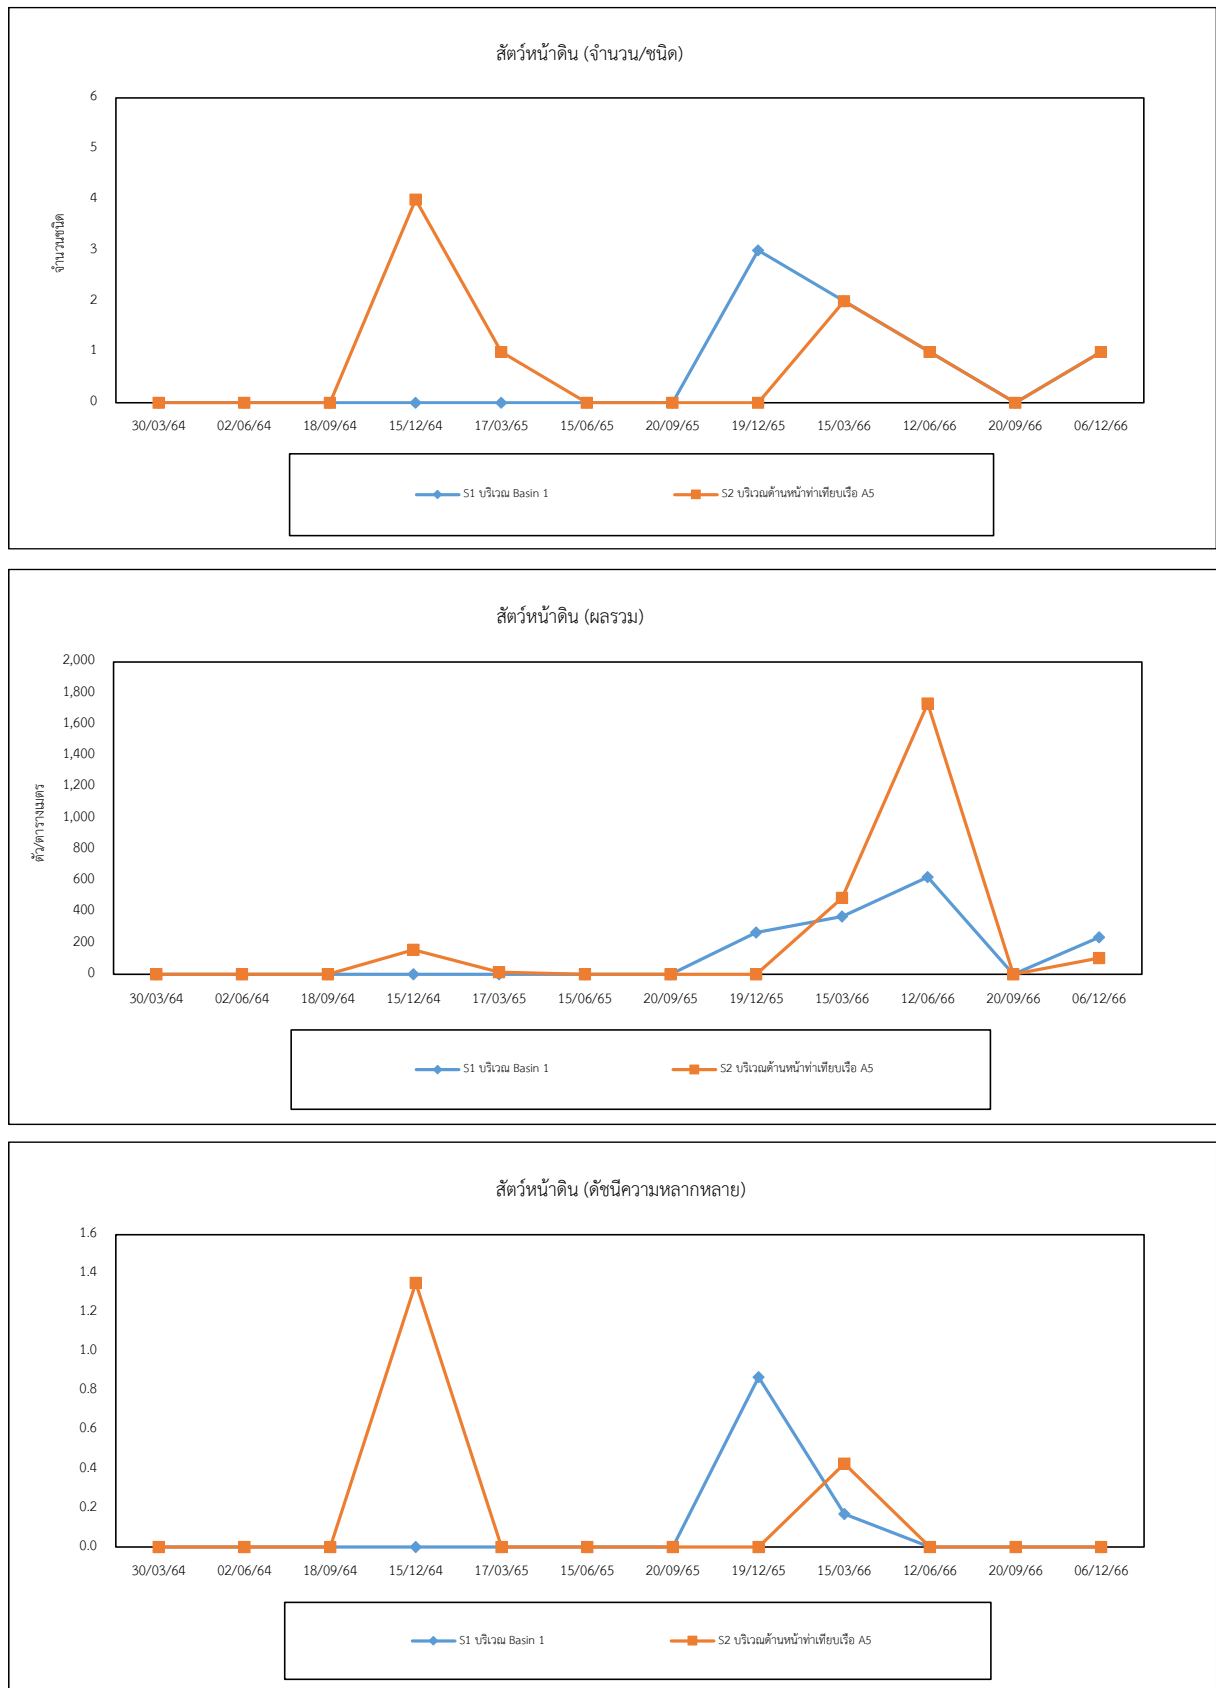 สัตว์หน้าดิน (จำนวน/ชนิด)
6
5
4
3
2
1
0
จำนวนชนิด
30/03/64 02/06/64 18/09/64 15/12/64 17/03/65 15/06/65 20/09/65 19/12/65 15/03/66 12/06/66 20/09/66 06/12/66
S1 บริเวณ Basin 1 S2 บริเวณด้านหน้าท่าเทียบเรือ A5
สัตว์หน้าดิน (ผลรวม)
2,000
1,800
1,600
1,400
1,200
1,000
800
600
400
200
0
ตัว/ตารางเมตร
30/03/64 02/06/64 18/09/64 15/12/64 17/03/65 15/06/65 20/09/65 19/12/65 15/03/66 12/06/66 20/09/66 06/12/66
S1 บริเวณ Basin 1 S2 บริเวณด้านหน้าท่าเทียบเรือ A5
สัตว์หน้าดิน (ดัชนีความหลากหลาย)
1.6
1.4
1.2
1.0
0.8
0.6
0.4
0.2
0.0
30/03/64 02/06/64 18/09/64 15/12/64 17/03/65 15/06/65 20/09/65 19/12/65 15/03/66 12/06/66 20/09/66 06/12/66
S1 บริเวณ Basin 1 S2 บริเวณด้านหน้าท่าเทียบเรือ A5